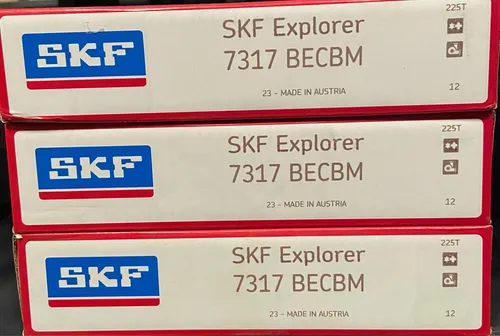 225T
SKF
SKF Explorer
7317 BECBM
23 - MADE IN AUSTRIA
12
225T
SKF
SKF Explorer
7317 BECBM
23 - MADE IN AUSTRIA
12
225T
SKF
SKF Explorer
7317 BECBM
23 - MADE IN AUSTRIA
12